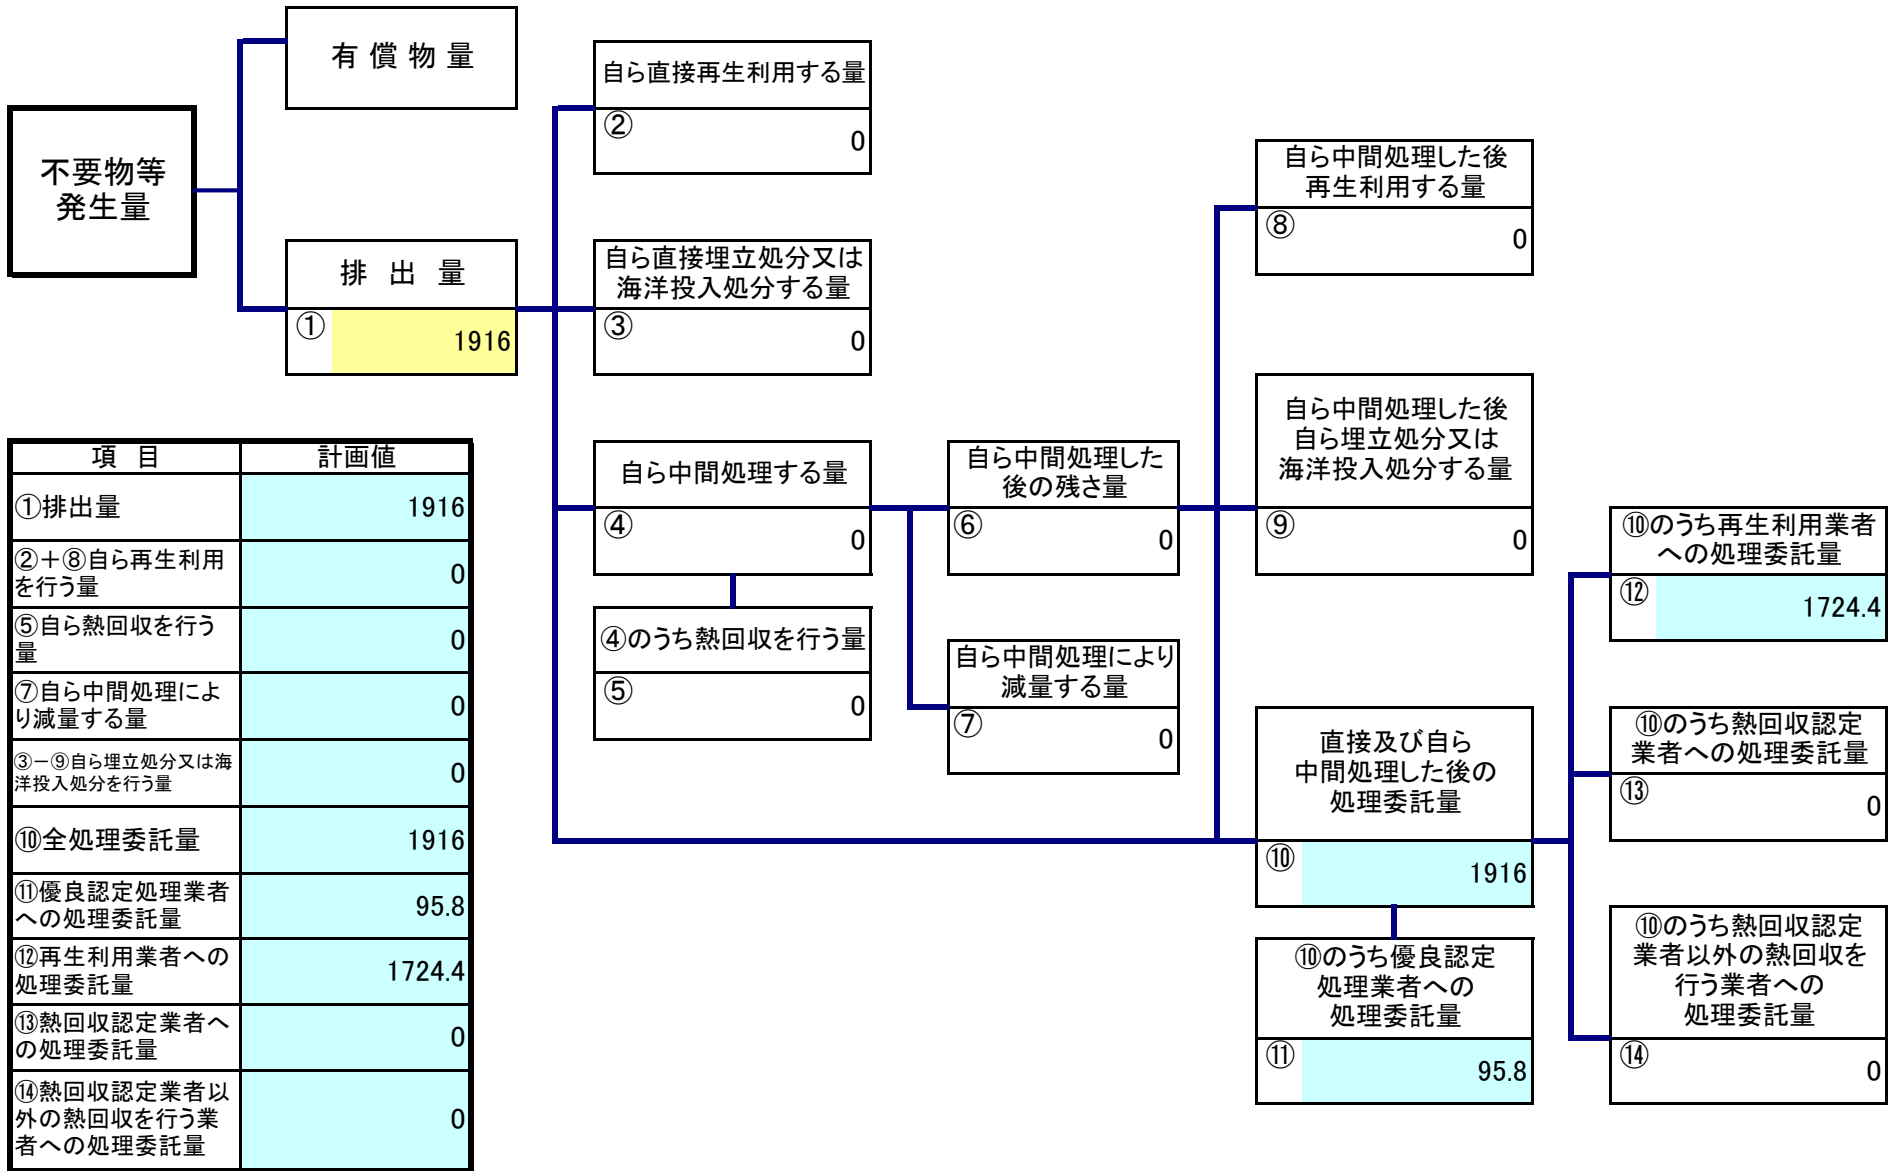 有 償 物 量
不要物等
発生量
排 出 量
① 1916
自ら直接再生利用する量
② 0
自ら直接埋立処分又は
海洋投入処分する量
③ 0
自ら中間処理する量
④ 0
④のうち熱回収を行う量
⑤ 0
自ら中間処理した
後の残さ量
⑥ 0
自ら中間処理により
減量する量
⑦ 0
自ら中間処理した後
再生利用する量
⑧ 0
自ら中間処理した後
自ら埋立処分又は
海洋投入処分する量
⑨ 0
直接及び自ら
中間処理した後の
処理委託量
⑩ 1916
⑩のうち優良認定
処理業者への
処理委託量
⑪ 95.8
⑩のうち再生利用業者
への処理委託量
⑫ 1724.4
⑩のうち熱回収認定
業者への処理委託量
⑬ 0
⑩のうち熱回収認定
業者以外の熱回収を
行う業者への
処理委託量
⑭ 0
項 目 計画値
①排出量 1916
②＋⑧自ら再生利用
を行う量 0
⑤自ら熱回収を行う
量 0
⑦自ら中間処理によ
り減量する量 0
③－⑨自ら埋立処分又は海
洋投入処分を行う量 0
⑩全処理委託量 1916
⑪優良認定処理業者
への処理委託量 95.8
⑫再生利用業者への
処理委託量 1724.4
⑬熱回収認定業者へ
の処理委託量 0
⑭熱回収認定業者以
外の熱回収を行う業
者への処理委託量 0